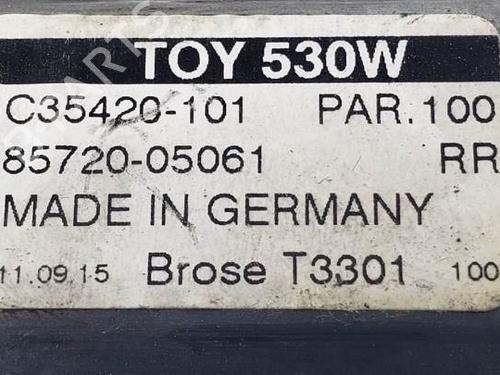 TOY 530W
C35420-101 PAR.100
85720-05061 RR
MADE IN GERMANY
11.09.15 Brose T3301 100